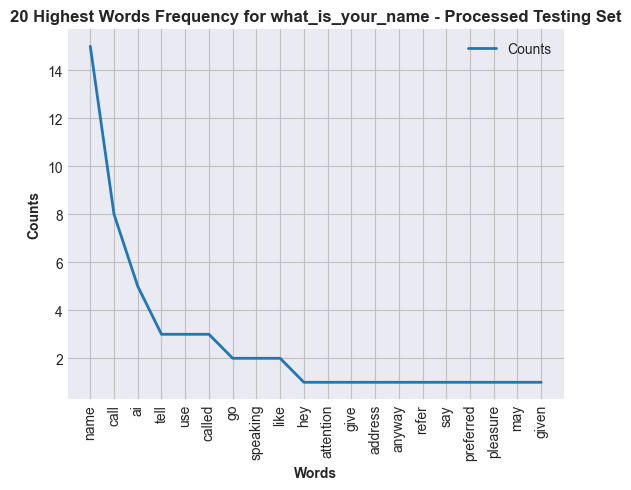 20 Highest Words Frequency for what_is_your_name - Processed Testing Set
Counts
14
12
10
8
6
4
2
Counts
name
call
ai
tell
use
called
go
speaking
like
hey
attention
give
address
anyway
refer
say
preferred
pleasure
may
given
Words